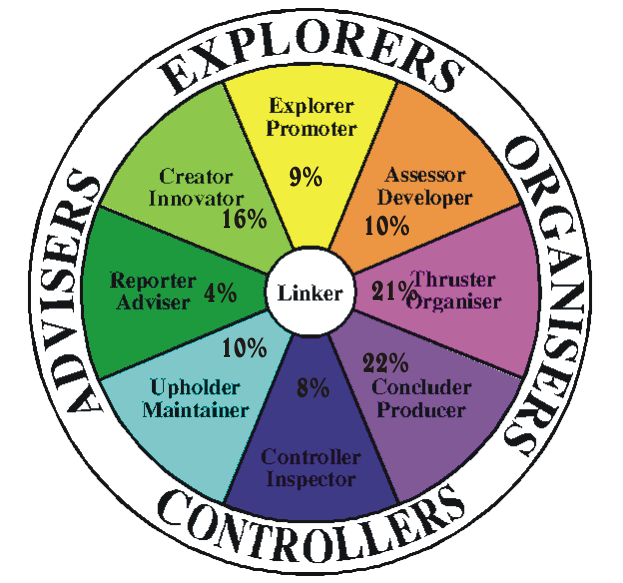 EXPLORERS
ORGANISERS
CONTROLLERS
ADVISERS
Explorer
Promoter
9%
Assessor
Developer
10%
Thruster
Organiser
21%
22%
Concluder
Producer
8%
Controller
Inspector
10%
Upholder
Maintainer
Reporter
Adviser
4%
Creator
Innovator
16%
Linker